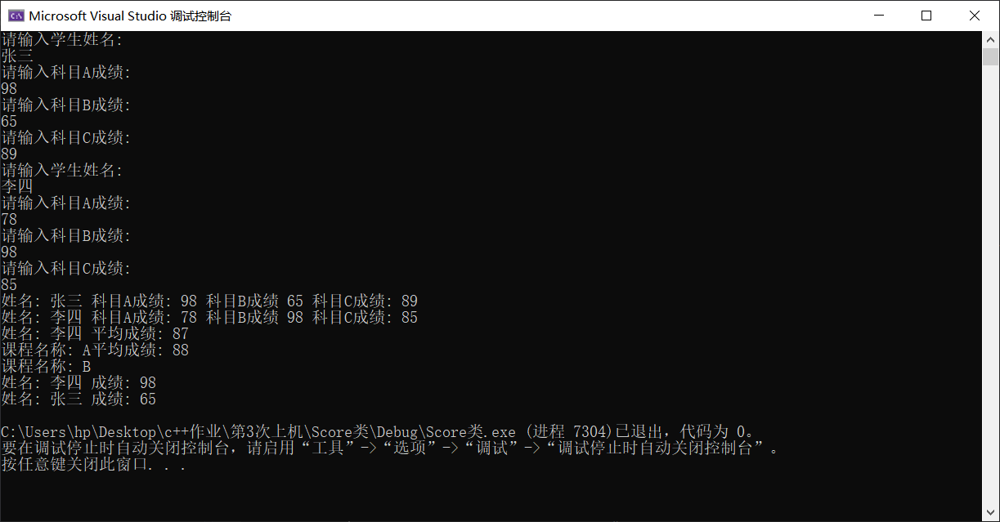 Microsoft Visual Studio 调试控制台
请输入学生姓名:
张三
请输入科目A成绩:
98
请输入科目B成绩:
65
请输入科目C成绩:
89
请输入学生姓名:
李四
请输入科目A成绩:
78
请输入科目B成绩:
98
请输入科目C成绩:
85
姓名: 张三 科目A成绩: 98 科目B成绩 65 科目C成绩: 89
姓名: 李四 科目A成绩: 78 科目B成绩 98 科目C成绩: 85
姓名: 李四 平均成绩: 87
课程名称: A平均成绩: 88
课程名称: B
姓名: 李四 成绩: 98
姓名: 张三 成绩: 65
C:\Users\hp\Desktop\c++作业\第3次上机\Score类\Debug\Score类.exe (进程 7304)已退出，代码为 0。
要在调试停止时自动关闭控制台，请启用“工具”->“选项”->“调试”->“调试停止时自动关闭控制台”。
按任意键关闭此窗口. . .